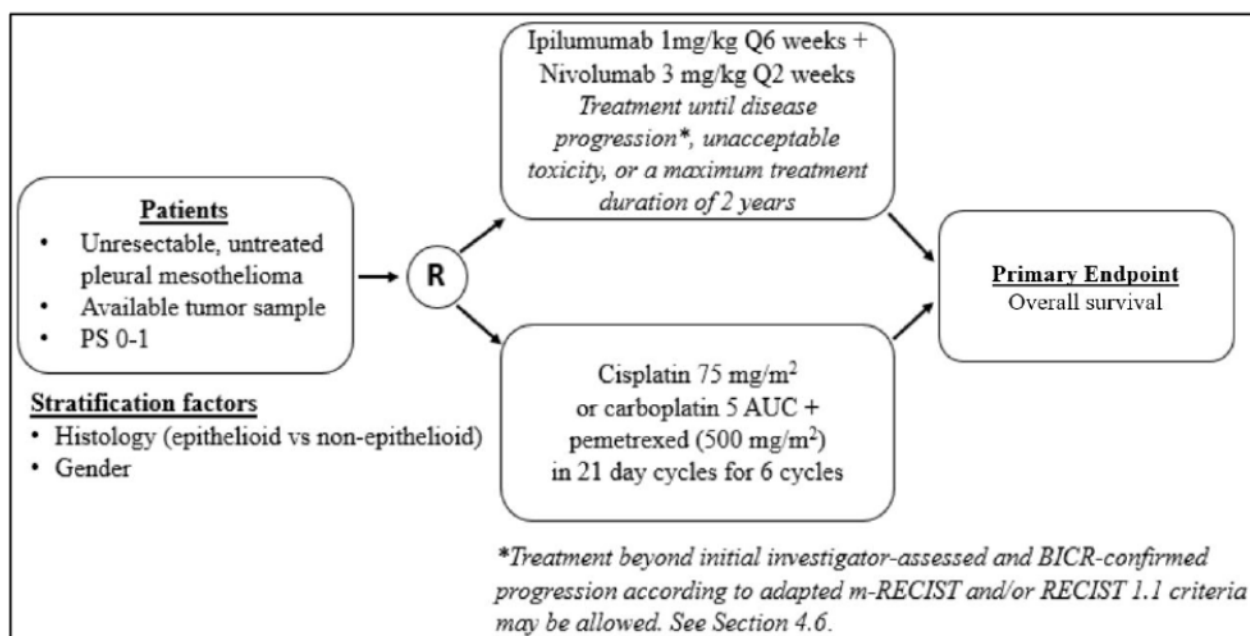 Patients
• Unresectable, untreated
pleural mesothelioma
• Available tumor sample
• PS 0-1
Stratification factors
• Histology (epithelioid vs non-epithelioid)
• Gender
R
Ipilumumab 1mg/kg Q6 weeks +
Nivolumab 3 mg/kg Q2 weeks
Treatment until disease
progression*, unacceptable
toxicity, or a maximum treatment
duration of 2 years
Cisplatin 75 mg/m²
or carboplatin 5 AUC +
pemetrexed (500 mg/m²)
in 21 day cycles for 6 cycles
Primary Endpoint
Overall survival
*Treatment beyond initial investigator-assessed and BICR-confirmed
progression according to adapted m-RECIST and/or RECIST 1.1 criteria
may be allowed. See Section 4.6.